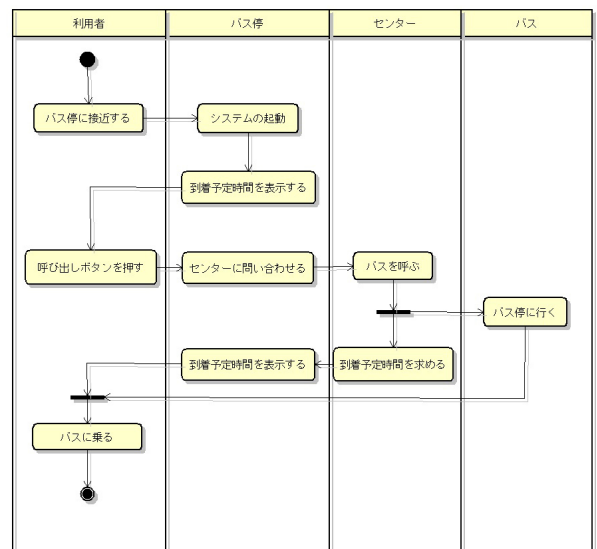 利用者
バス停
センター
バス
バス停に接近する
システムの起動
到着予定時間を表示する
呼び出しボタンを押す
センターに問い合わせる
バスを呼ぶ
バス停に行く
到着予定時間を表示する
到着予定時間を求める
バスに乗る